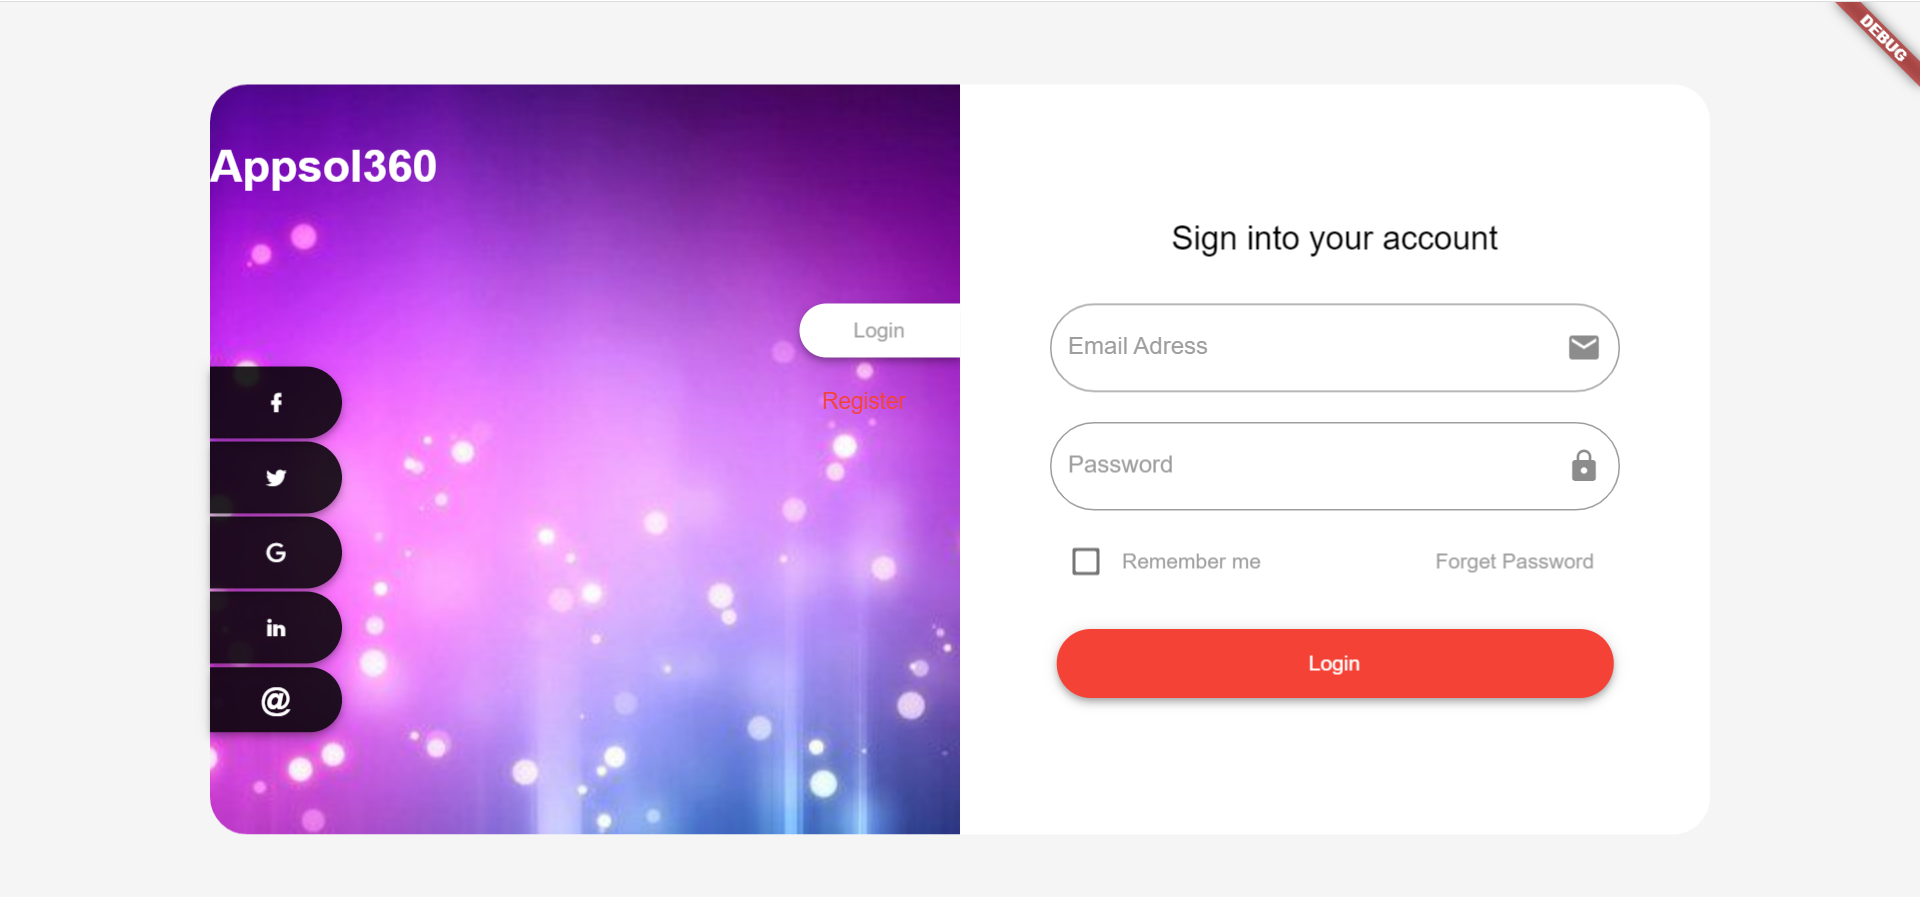 DEBUG
Appsol360
Login
Register
f
G
in
@
Sign into your account
Email Adress
Password
Remember me
Forget Password
Login